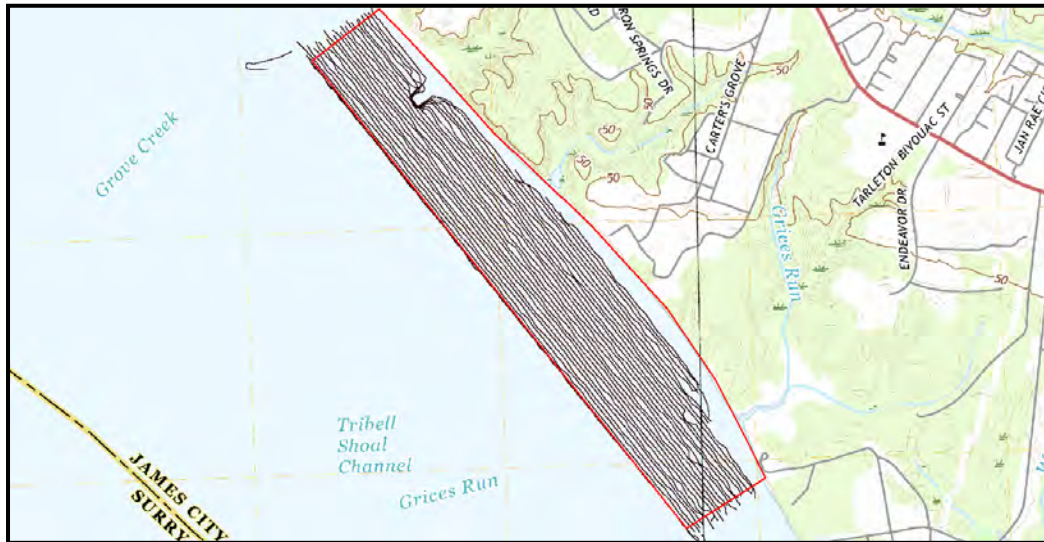 RON SPRINGS DR
CARTER'S GROVE
50
50
50
50
50
TARLETON BIVOUAC ST
JAN RAE CI
ENDEAVOR DR
Grices Run
Grove Creek
Tribell
Shoal
Channel
Grices Run
JAMES CITY
SURRY